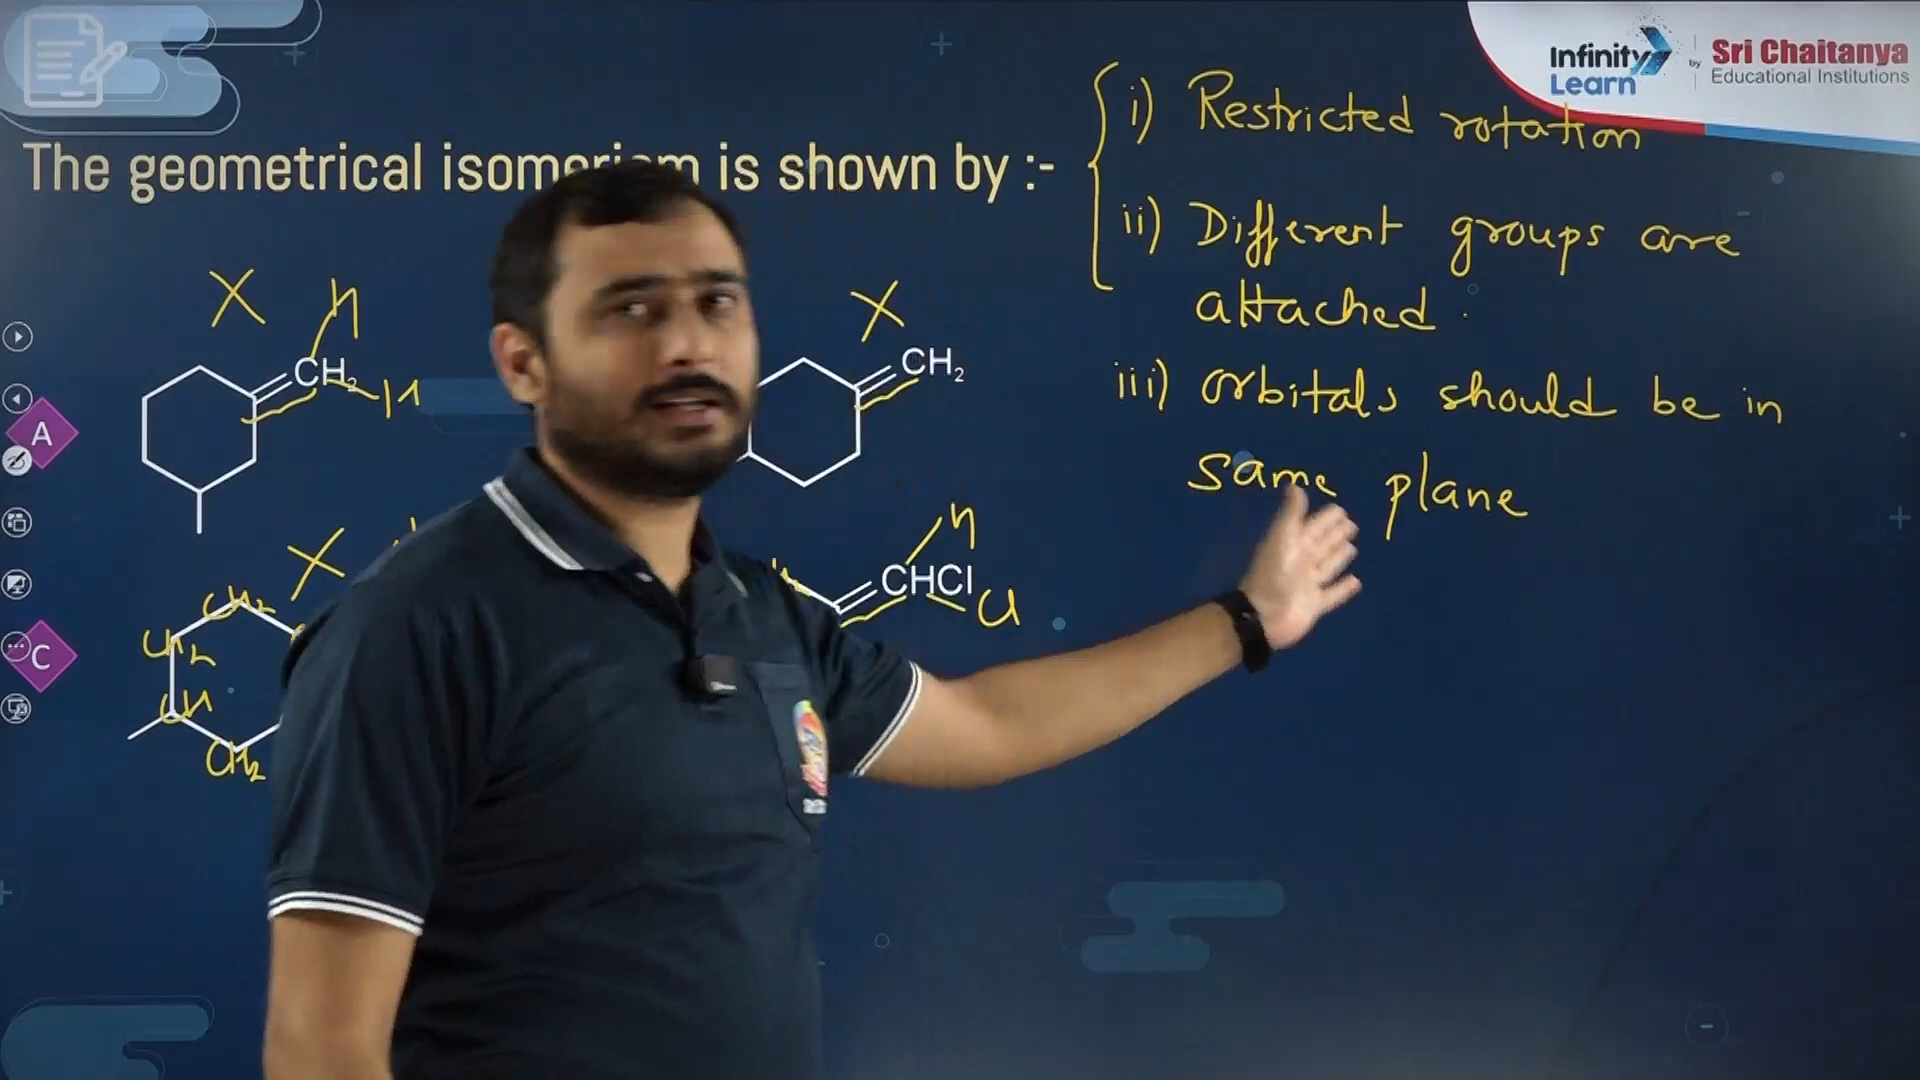 Infinity
Learn
by
Sri Chaitanya
Educational Institutions
The geometrical isomerism is shown by :-
i) Restricted rotation
ii) Different groups are
attached.
iii) orbitals should be in
same plane
X
H
CH2
H
A
X
CH2
X
CH2
CH2
CH
CH2
C
H
CHCl
Cl